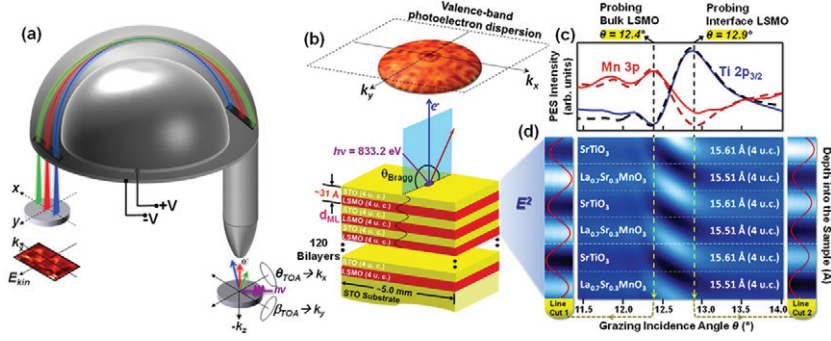 (a)
x
y
k_z
E_kin
+V
-V
e⁻
hν
θ_TOA → k_x
β_TOA → k_y
-k_z
(b)
Valence-band
photoelectron dispersion
k_y
k_x
e⁻
hν = 833.2 eV
θ_Bragg
~31 Å
d_ML
STO (4 u.c.)
LSMO (4 u.c.)
STO (4 u.c.)
LSMO (4 u.c.)
STO (4 u.c.)
LSMO (4 u.c.)
120
Bilayers
STO (4 u.c.)
LSMO (4 u.c.)
~5.0 mm
STO Substrate
Probing
Bulk LSMO
θ = 12.4°
Probing
Interface LSMO
θ = 12.9°
(c)
PES Intensity
(arb. units)
Mn 3p
Ti 2p3/2
(d)
E²
SrTiO₃ 15.61 Å (4 u.c.)
La₀.₇Sr₀.₃MnO₃ 15.51 Å (4 u.c.)
SrTiO₃ 15.61 Å (4 u.c.)
La₀.₇Sr₀.₃MnO₃ 15.51 Å (4 u.c.)
SrTiO₃ 15.61 Å (4 u.c.)
La₀.₇Sr₀.₃MnO₃ 15.51 Å (4 u.c.)
Depth into the Sample (Å)
Line
Cut 1
Line
Cut 2
11.5 12.0 12.5 13.0 13.5 14.0
Grazing Incidence Angle θ (°)